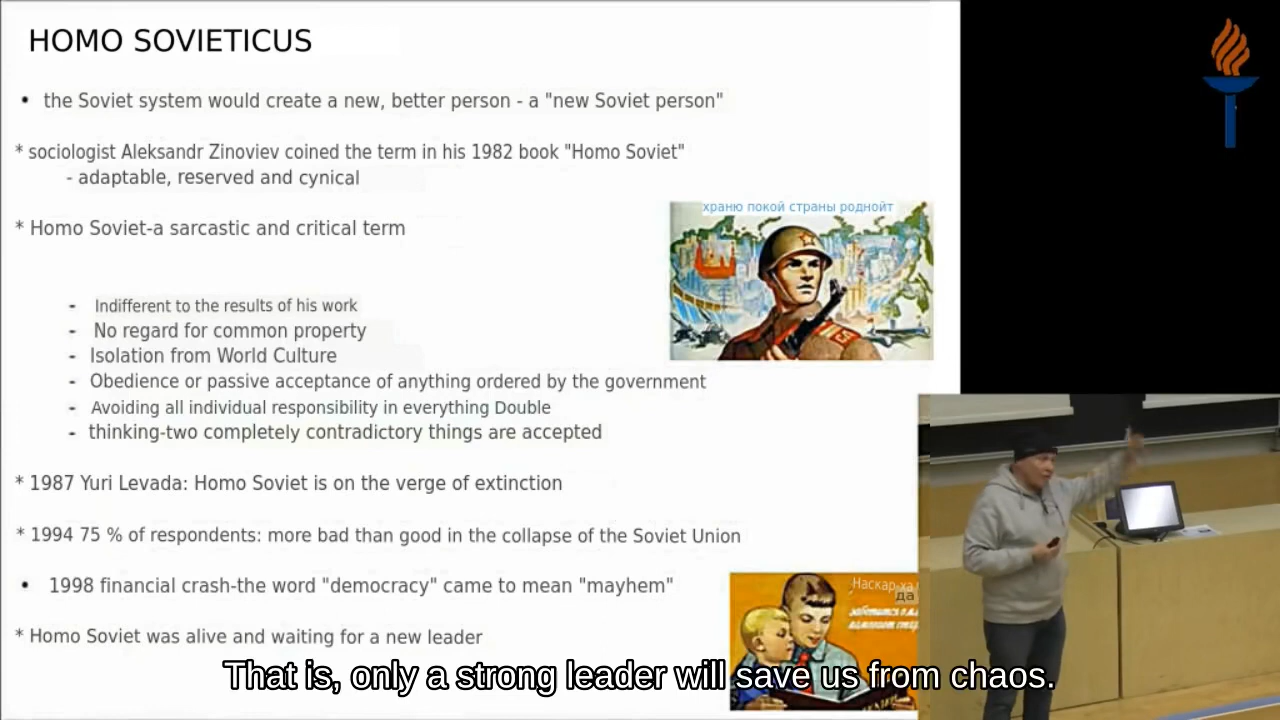 HOMO SOVIETICUS
• the Soviet system would create a new, better person - a "new Soviet person"
* sociologist Aleksandr Zinoviev coined the term in his 1982 book "Homo Soviet"
- adaptable, reserved and cynical
* Homo Soviet-a sarcastic and critical term
храню покой страны роднойт
- Indifferent to the results of his work
- No regard for common property
- Isolation from World Culture
- Obedience or passive acceptance of anything ordered by the government
- Avoiding all individual responsibility in everything Double
- thinking-two completely contradictory things are accepted
* 1987 Yuri Levada: Homo Soviet is on the verge of extinction
* 1994 75 % of respondents: more bad than good in the collapse of the Soviet Union
• 1998 financial crash-the word "democracy" came to mean "mayhem"
Наскар-ха
да
* Homo Soviet was alive and waiting for a new leader
That is, only a strong leader will save us from chaos.